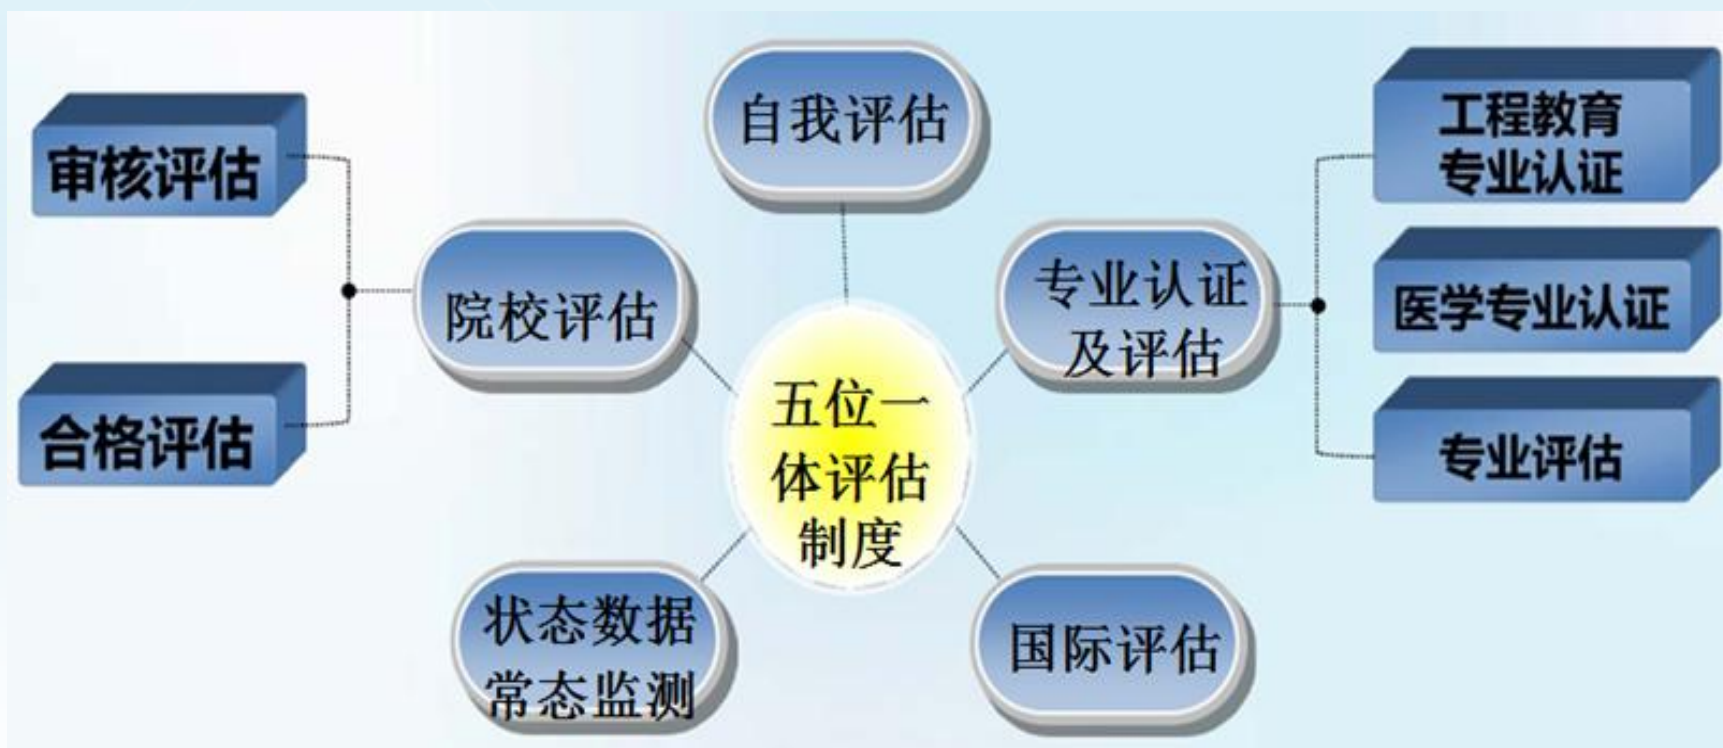 自我评估
工程教育
专业认证
审核评估
院校评估
专业认证
及评估
医学专业认证
五位一
体评估
制度
合格评估
专业评估
状态数据
常态监测
国际评估